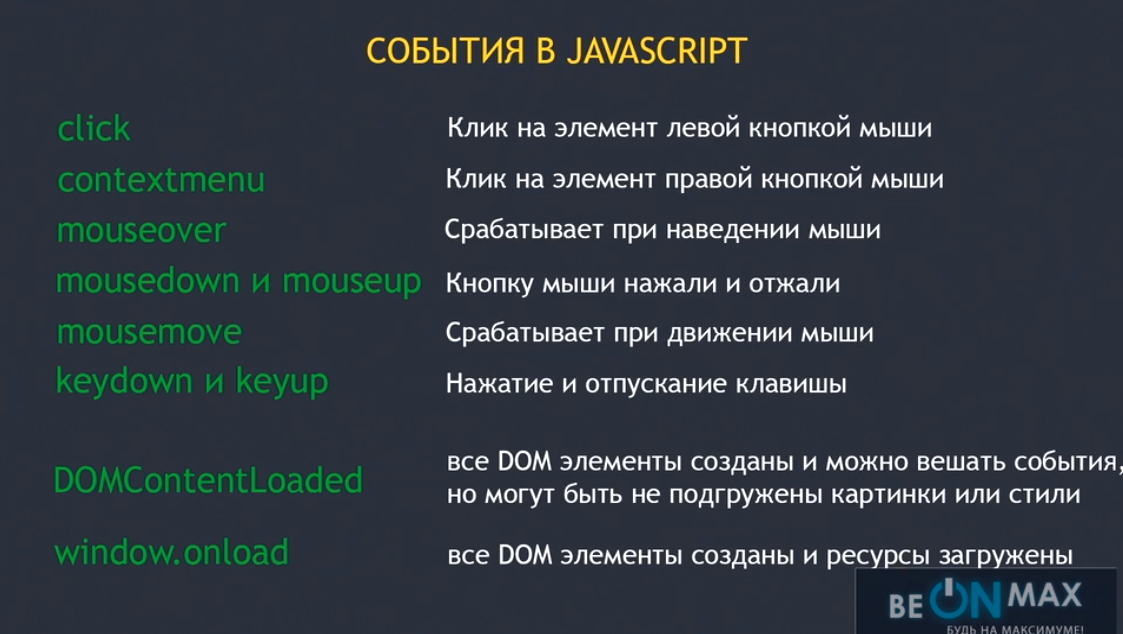 СОБЫТИЯ В JAVASCRIPT
click Клик на элемент левой кнопкой мыши
contextmenu Клик на элемент правой кнопкой мыши
mouseover Срабатывает при наведении мыши
mousedown и mouseup Кнопку мыши нажали и отжали
mousemove Срабатывает при движении мыши
keydown и keyup Нажатие и отпускание клавишы
DOMContentLoaded все DOM элементы созданы и можно вешать события,
но могут быть не подгружены картинки или стили
window.onload все DOM элементы созданы и ресурсы загружены
BE ON MAX
БУДЬ НА МАКСИМУМЕ!